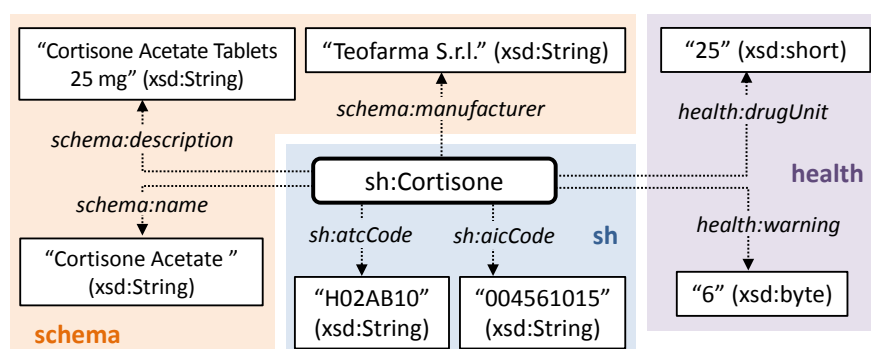 “Cortisone Acetate Tablets
25 mg” (xsd:String)
“Teofarma S.r.l.” (xsd:String)
“25” (xsd:short)
schema:description
schema:manufacturer
health:drugUnit
sh:Cortisone
health
schema:name
sh:atcCode
sh:aicCode
sh
health:warning
“Cortisone Acetate ”
(xsd:String)
“H02AB10”
(xsd:String)
“004561015”
(xsd:String)
“6” (xsd:byte)
schema